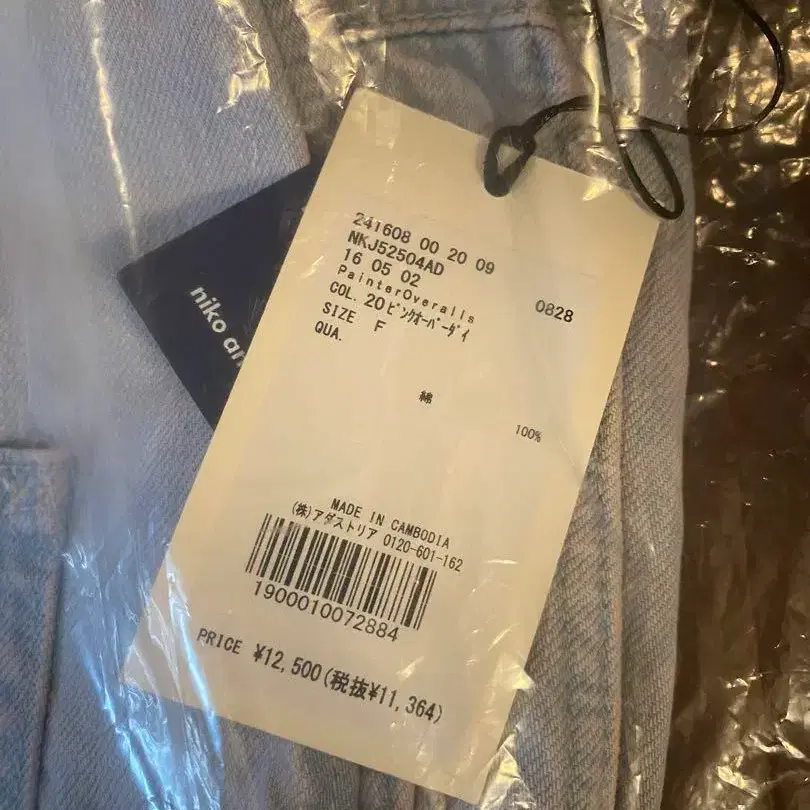 241608 00 20 09
NKJ52504AD
16 05 02 0828
PainterOveralls
COL. 20ピンクオーバーダイ
SIZE F
QUA.
綿 100%
MADE IN CAMBODIA
(株)アダストリア 0120-601-162
1900010072884
PRICE ¥12,500(税抜¥11,364)
niko an